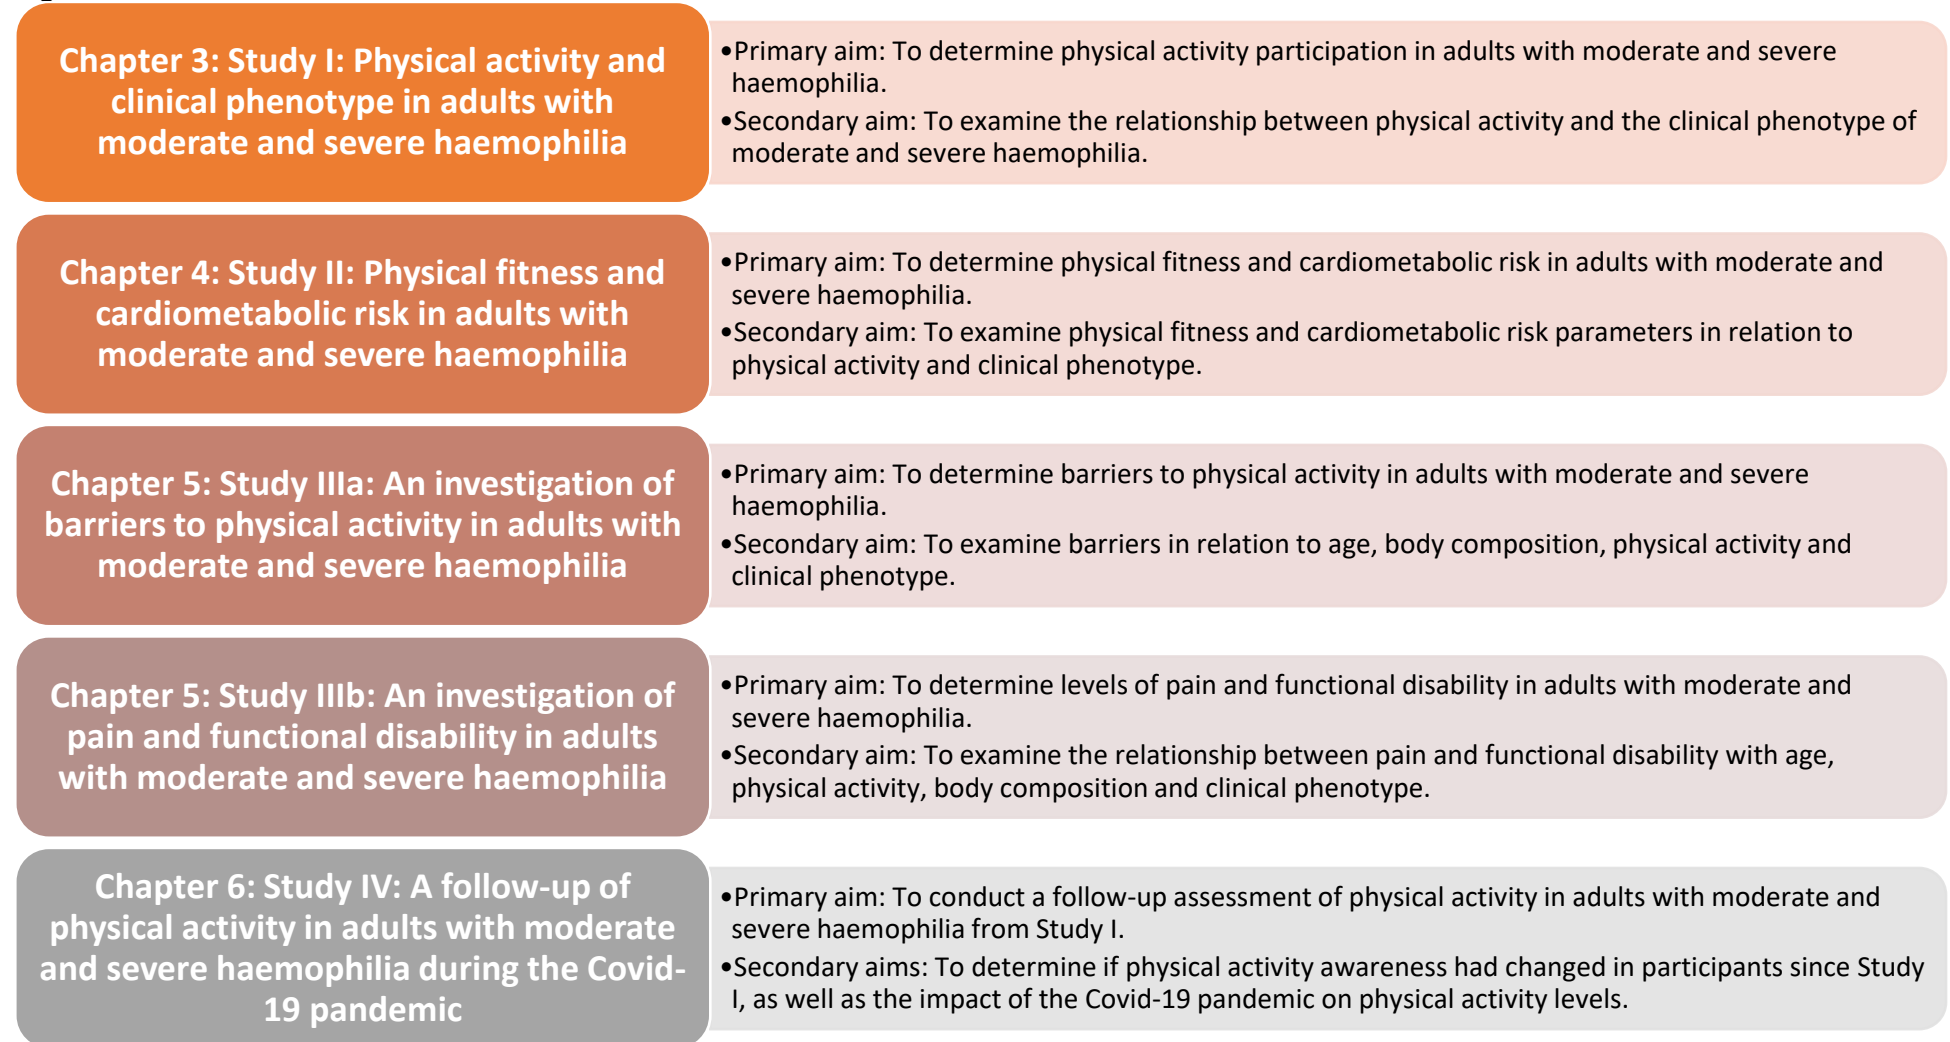 Chapter 3: Study I: Physical activity and
clinical phenotype in adults with
moderate and severe haemophilia
•Primary aim: To determine physical activity participation in adults with moderate and severe
haemophilia.
•Secondary aim: To examine the relationship between physical activity and the clinical phenotype of
moderate and severe haemophilia.
Chapter 4: Study II: Physical fitness and
cardiometabolic risk in adults with
moderate and severe haemophilia
•Primary aim: To determine physical fitness and cardiometabolic risk in adults with moderate and
severe haemophilia.
•Secondary aim: To examine physical fitness and cardiometabolic risk parameters in relation to
physical activity and clinical phenotype.
Chapter 5: Study IIIa: An investigation of
barriers to physical activity in adults with
moderate and severe haemophilia
•Primary aim: To determine barriers to physical activity in adults with moderate and severe
haemophilia.
•Secondary aim: To examine barriers in relation to age, body composition, physical activity and
clinical phenotype.
Chapter 5: Study IIIb: An investigation of
pain and functional disability in adults
with moderate and severe haemophilia
•Primary aim: To determine levels of pain and functional disability in adults with moderate and
severe haemophilia.
•Secondary aim: To examine the relationship between pain and functional disability with age,
physical activity, body composition and clinical phenotype.
Chapter 6: Study IV: A follow-up of
physical activity in adults with moderate
and severe haemophilia during the Covid-
19 pandemic
•Primary aim: To conduct a follow-up assessment of physical activity in adults with moderate and
severe haemophilia from Study I.
•Secondary aims: To determine if physical activity awareness had changed in participants since Study
I, as well as the impact of the Covid-19 pandemic on physical activity levels.